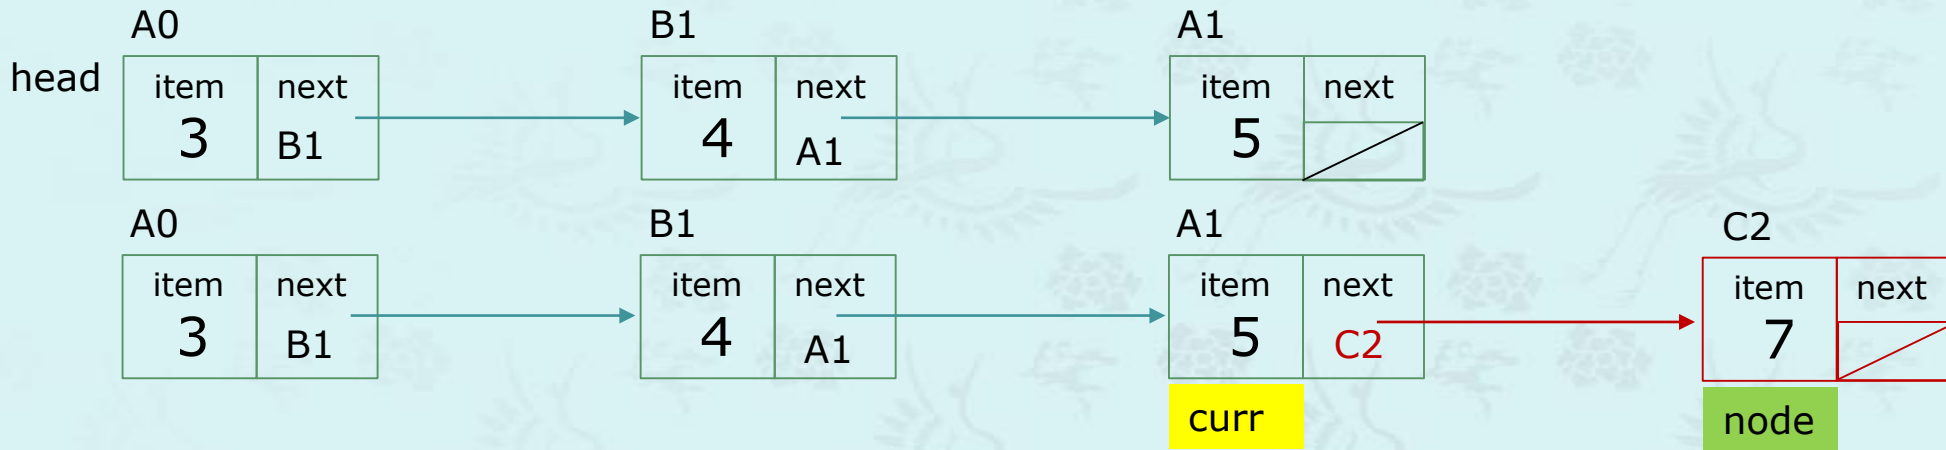 A0 B1 A1
head item next item next item next
3 B1 4 A1 5
A0 B1 A1 C2
item next item next item next item next
3 B1 4 A1 5 C2 7
curr node